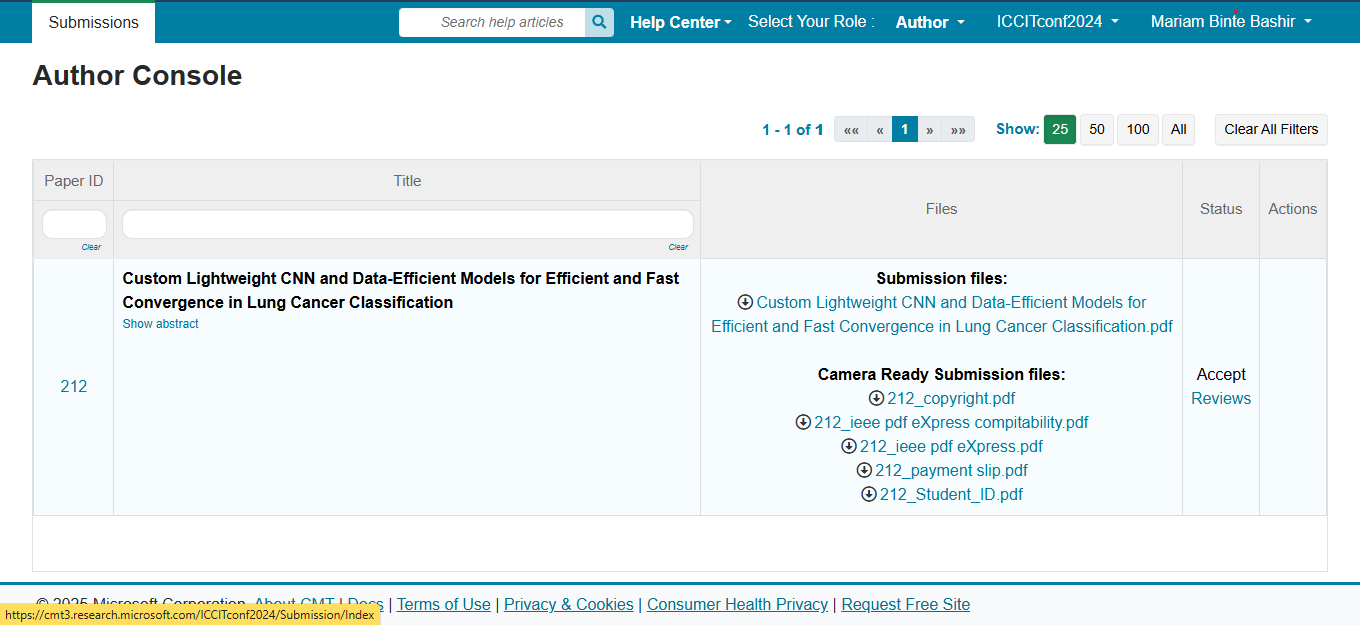 Submissions
Search help articles
Help Center
Select Your Role :
Author
ICCITconf2024
Mariam Binte Bashir
Author Console
1 - 1 of 1
«« « 1 » »»
Show: 25 50 100 All
Clear All Filters
Paper ID
Title
Files
Status
Actions
Clear
Clear
212
Custom Lightweight CNN and Data-Efficient Models for Efficient and Fast
Convergence in Lung Cancer Classification
Show abstract
Submission files:
Custom Lightweight CNN and Data-Efficient Models for
Efficient and Fast Convergence in Lung Cancer Classification.pdf
Camera Ready Submission files:
212_copyright.pdf
212_ieee pdf eXpress compitability.pdf
212_ieee pdf eXpress.pdf
212_payment slip.pdf
212_Student_ID.pdf
Accept
Reviews
© 2025 Microsoft Corporation About CMT | Docs | Terms of Use | Privacy & Cookies | Consumer Health Privacy | Request Free Site
https://cmt3.research.microsoft.com/ICCITconf2024/Submission/Index